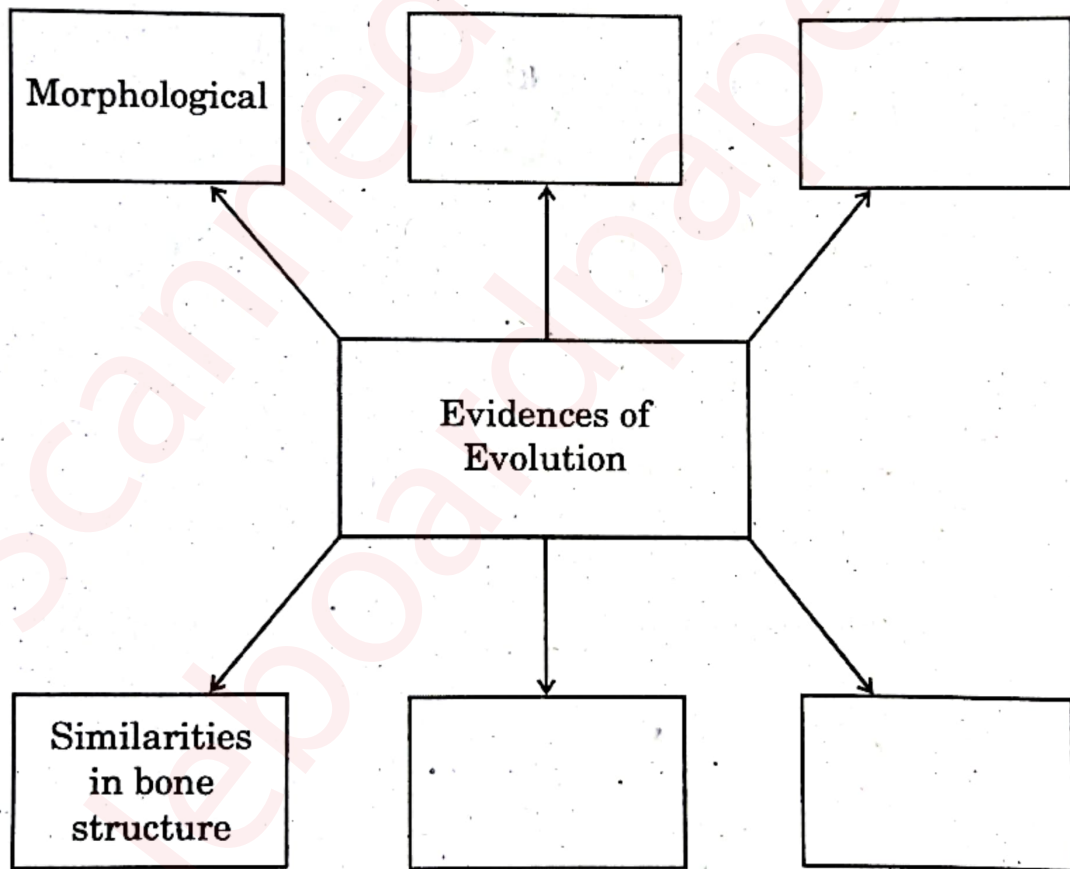 Morphological
Evidences of
Evolution
Similarities
in bone
structure